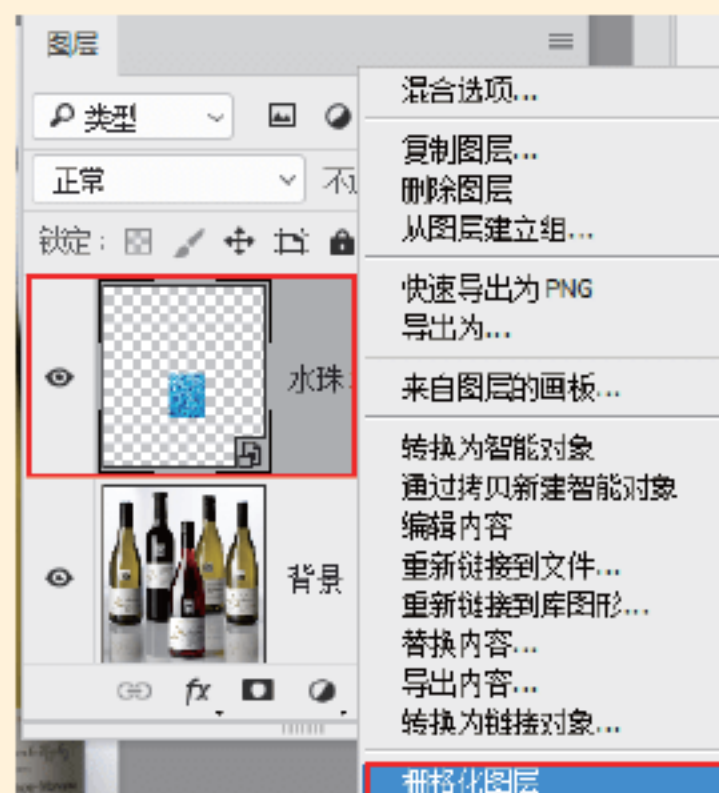 图层
类型
正常
锁定：
水珠
背景
fx
混合选项...
复制图层...
删除图层
从图层建立组...
快速导出为 PNG
导出为...
来自图层的画板...
转换为智能对象
通过拷贝新建智能对象
编辑内容
重新链接到文件...
重新链接到库图形...
替换内容...
导出内容...
转换为链接对象...
栅格化图层